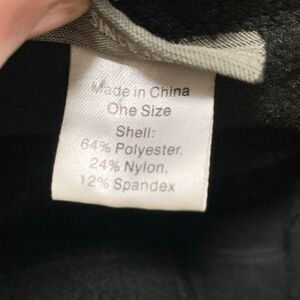 Made in China
One Size
Shell:
64% Polyester,
24% Nylon,
12% Spandex